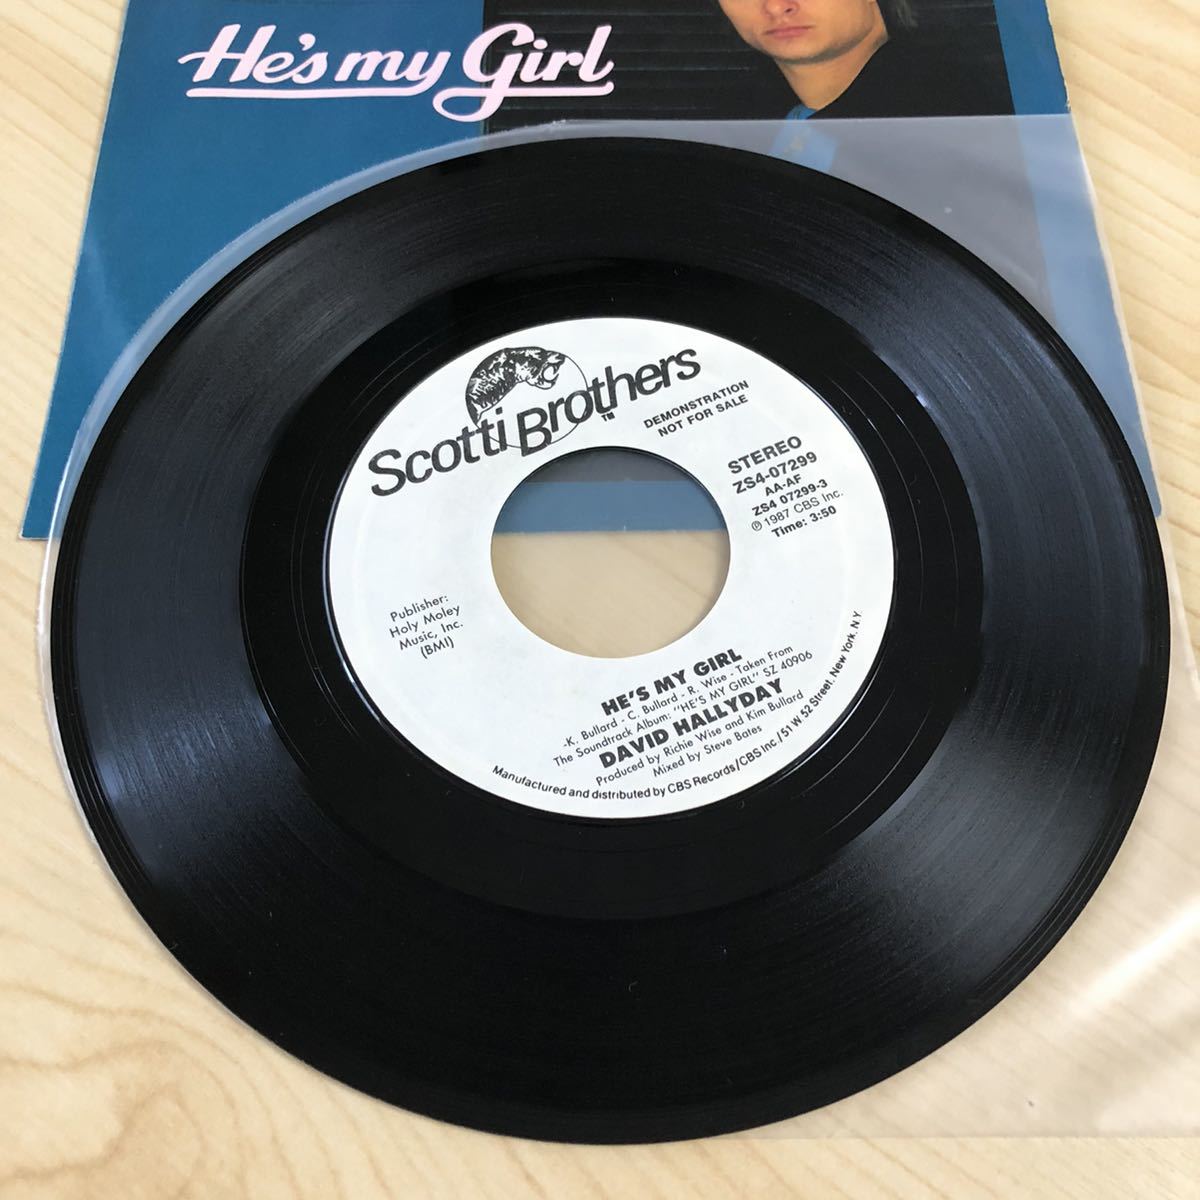 He's my Girl
Scotti Brothers
TM
DEMONSTRATION
NOT FOR SALE
STEREO
ZS4-07299
AA-AF
ZS4 07299-3
℗ 1987 CBS Inc.
Time: 3:50
Publisher:
Holy Moley
Music, Inc.
(BMI)
HE'S MY GIRL
-K. Bullard - C. Bullard - R. Wise - Taken From
The Soundtrack Album: "HE'S MY GIRL" SZ 40906
DAVID HALLYDAY
Produced by Richie Wise and Kim Bullard
Mixed by Steve Bates
Manufactured and distributed by CBS Records/CBS Inc./51 W. 52 Street, New York, N.Y.